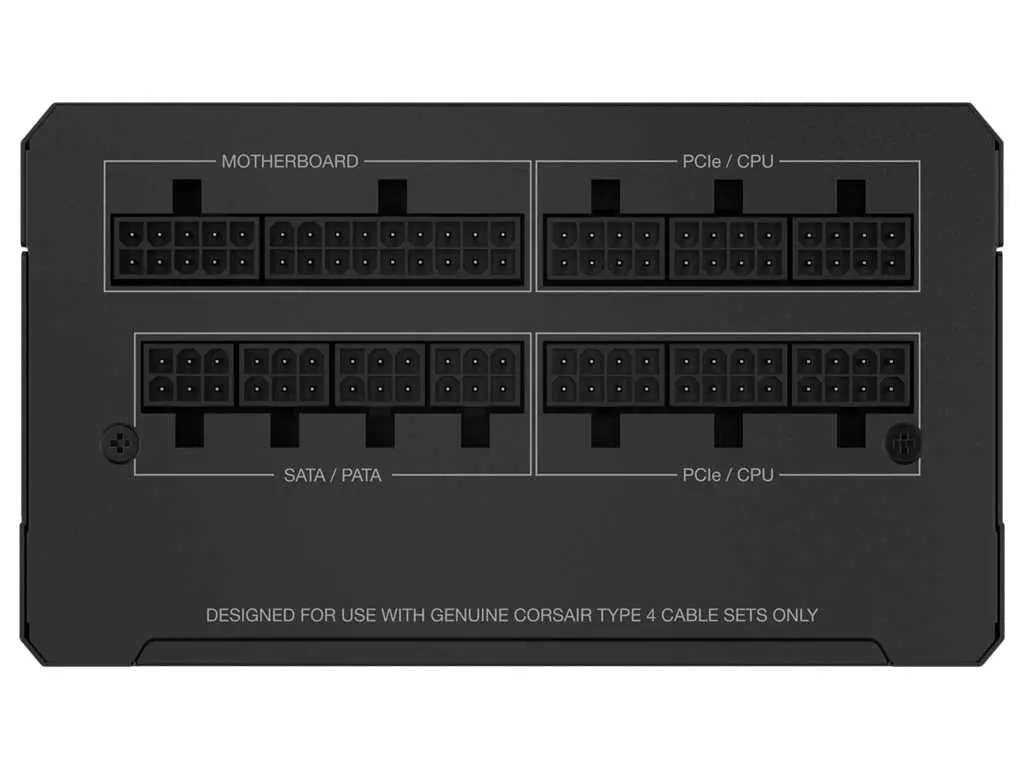 MOTHERBOARD
PCIe / CPU
SATA / PATA
PCIe / CPU
DESIGNED FOR USE WITH GENUINE CORSAIR TYPE 4 CABLE SETS ONLY